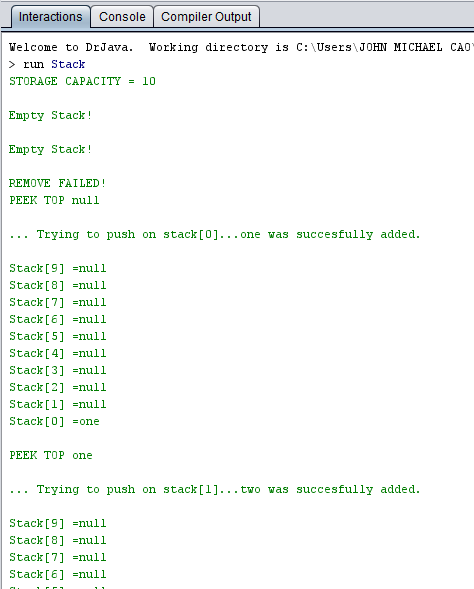 Interactions Console Compiler Output
Welcome to DrJava. Working directory is C:\Users\JOHN MICHAEL CAO
> run Stack
STORAGE CAPACITY = 10
Empty Stack!
Empty Stack!
REMOVE FAILED!
PEEK TOP null
... Trying to push on stack[0]...one was succesfully added.
Stack[9] =null
Stack[8] =null
Stack[7] =null
Stack[6] =null
Stack[5] =null
Stack[4] =null
Stack[3] =null
Stack[2] =null
Stack[1] =null
Stack[0] =one
PEEK TOP one
... Trying to push on stack[1]...two was succesfully added.
Stack[9] =null
Stack[8] =null
Stack[7] =null
Stack[6] =null